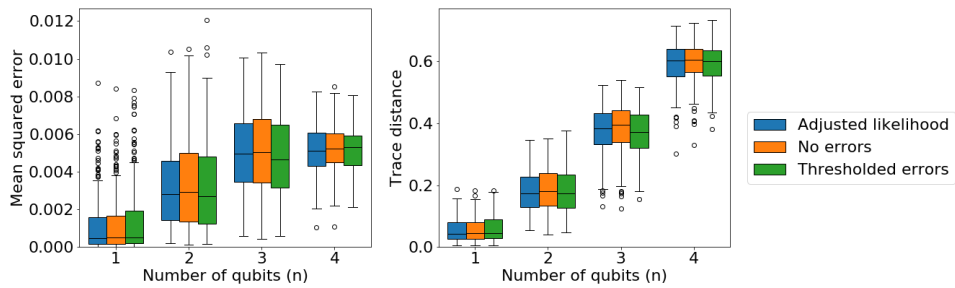 Mean squared error
0.012
0.010
0.008
0.006
0.004
0.002
0.000
1 2 3 4
Number of qubits (n)
Trace distance
0.6
0.4
0.2
0.0
1 2 3 4
Number of qubits (n)
Adjusted likelihood
No errors
Thresholded errors